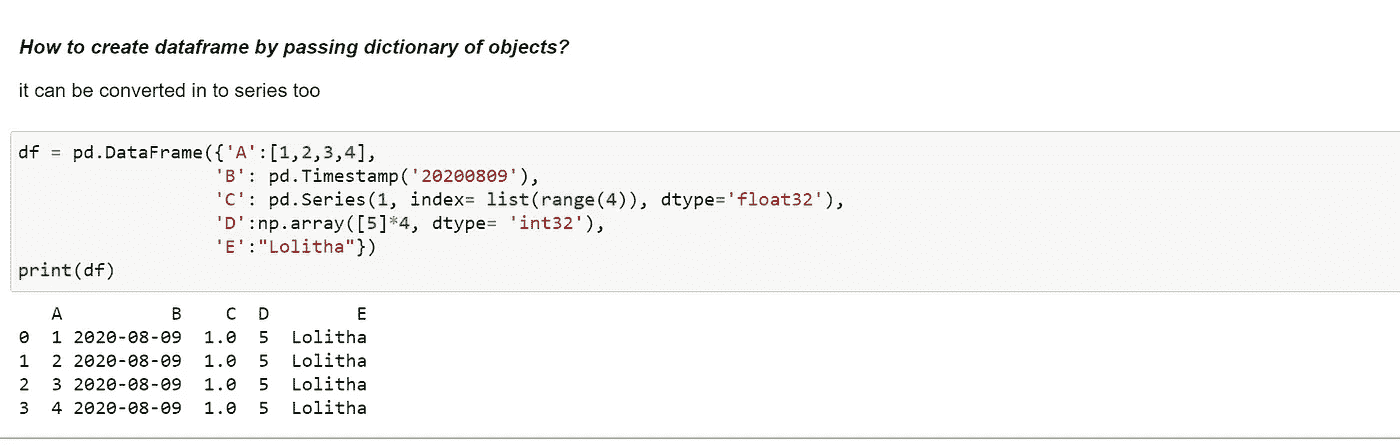 How to create dataframe by passing dictionary of objects?
it can be converted in to series too
df = pd.DataFrame({'A':[1,2,3,4],
'B': pd.Timestamp('20200809'),
'C': pd.Series(1, index= list(range(4)), dtype='float32'),
'D':np.array([5]*4, dtype= 'int32'),
'E':"Lolitha"})
print(df)
A B C D E
0 1 2020-08-09 1.0 5 Lolitha
1 2 2020-08-09 1.0 5 Lolitha
2 3 2020-08-09 1.0 5 Lolitha
3 4 2020-08-09 1.0 5 Lolitha